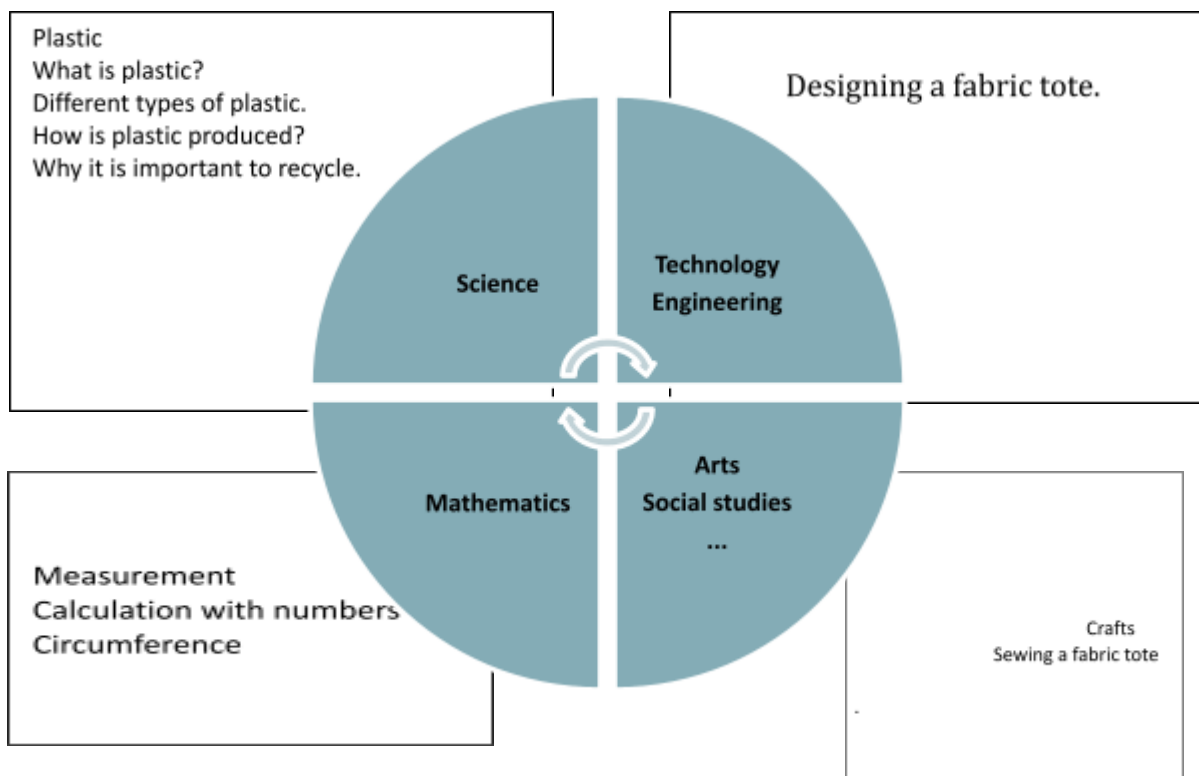 Plastic
What is plastic?
Different types of plastic.
How is plastic produced?
Why it is important to recycle.
Designing a fabric tote.
Science
Technology
Engineering
Mathematics
Arts
Social studies
...
Measurement
Calculation with numbers
Circumference
Crafts
Sewing a fabric tote
-